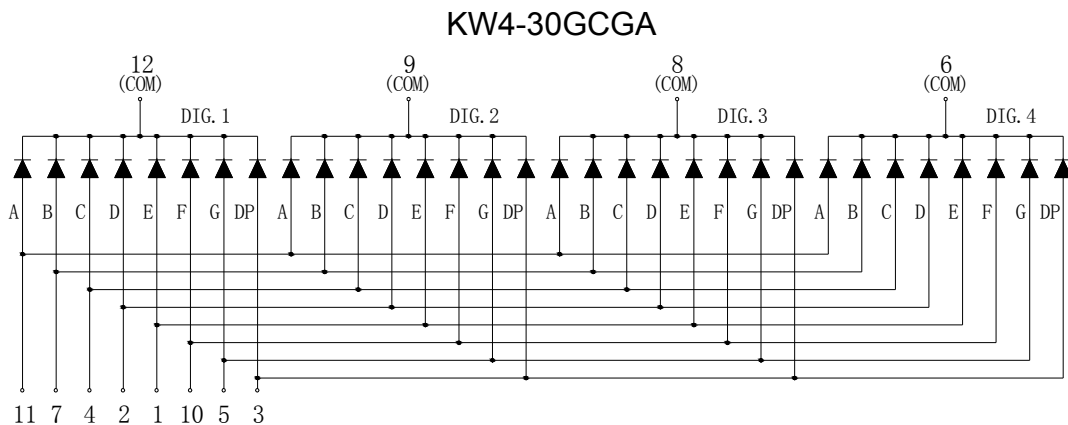 KW4-30GCGA
12 9 8 6
(COM) (COM) (COM) (COM)
DIG.1 DIG.2 DIG.3 DIG.4
A B C D E F G DP A B C D E F G DP A B C D E F G DP A B C D E F G DP
11 7 4 2 1 10 5 3